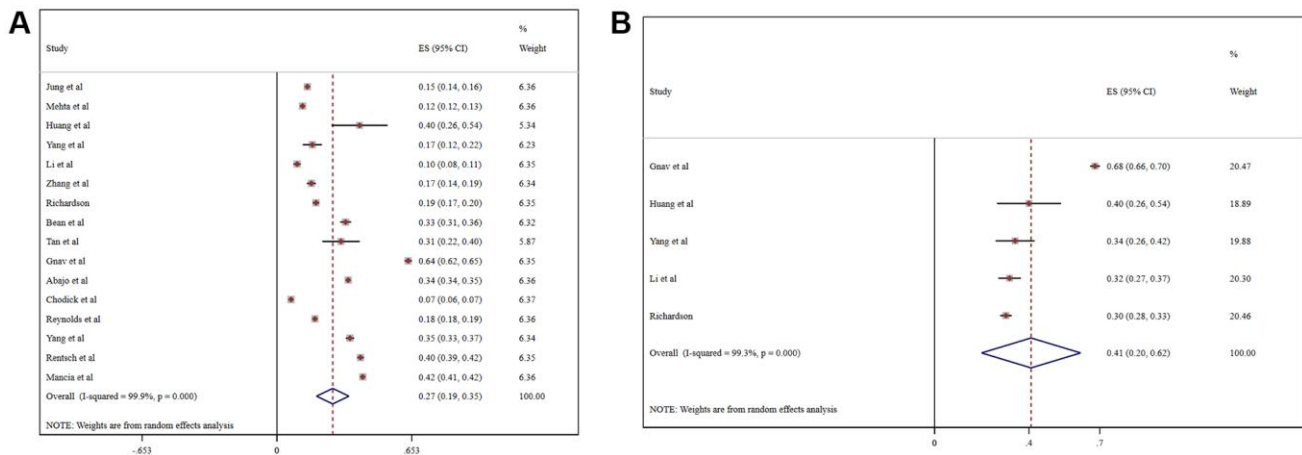 A
%
Study ES (95% CI) Weight
Jung et al 0.15 (0.14, 0.16) 6.36
Mehta et al 0.12 (0.12, 0.13) 6.36
Huang et al 0.40 (0.26, 0.54) 5.34
Yang et al 0.17 (0.12, 0.22) 6.23
Li et al 0.10 (0.08, 0.11) 6.35
Zhang et al 0.17 (0.14, 0.19) 6.34
Richardson 0.19 (0.17, 0.20) 6.35
Bean et al 0.33 (0.31, 0.36) 6.32
Tan et al 0.31 (0.22, 0.40) 5.87
Gnav et al 0.64 (0.62, 0.65) 6.35
Abajo et al 0.34 (0.34, 0.35) 6.36
Chodick et al 0.07 (0.06, 0.07) 6.37
Reynolds et al 0.18 (0.18, 0.19) 6.36
Yang et al 0.35 (0.33, 0.37) 6.34
Rentsch et al 0.40 (0.39, 0.42) 6.35
Mancia et al 0.42 (0.41, 0.42) 6.36
Overall (I-squared = 99.9%, p = 0.000) 0.27 (0.19, 0.35) 100.00
NOTE: Weights are from random effects analysis
-.653 0 .653
B
%
Study ES (95% CI) Weight
Gnav et al 0.68 (0.66, 0.70) 20.47
Huang et al 0.40 (0.26, 0.54) 18.89
Yang et al 0.34 (0.26, 0.42) 19.88
Li et al 0.32 (0.27, 0.37) 20.30
Richardson 0.30 (0.28, 0.33) 20.46
Overall (I-squared = 99.3%, p = 0.000) 0.41 (0.20, 0.62) 100.00
NOTE: Weights are from random effects analysis
0 .4 .7